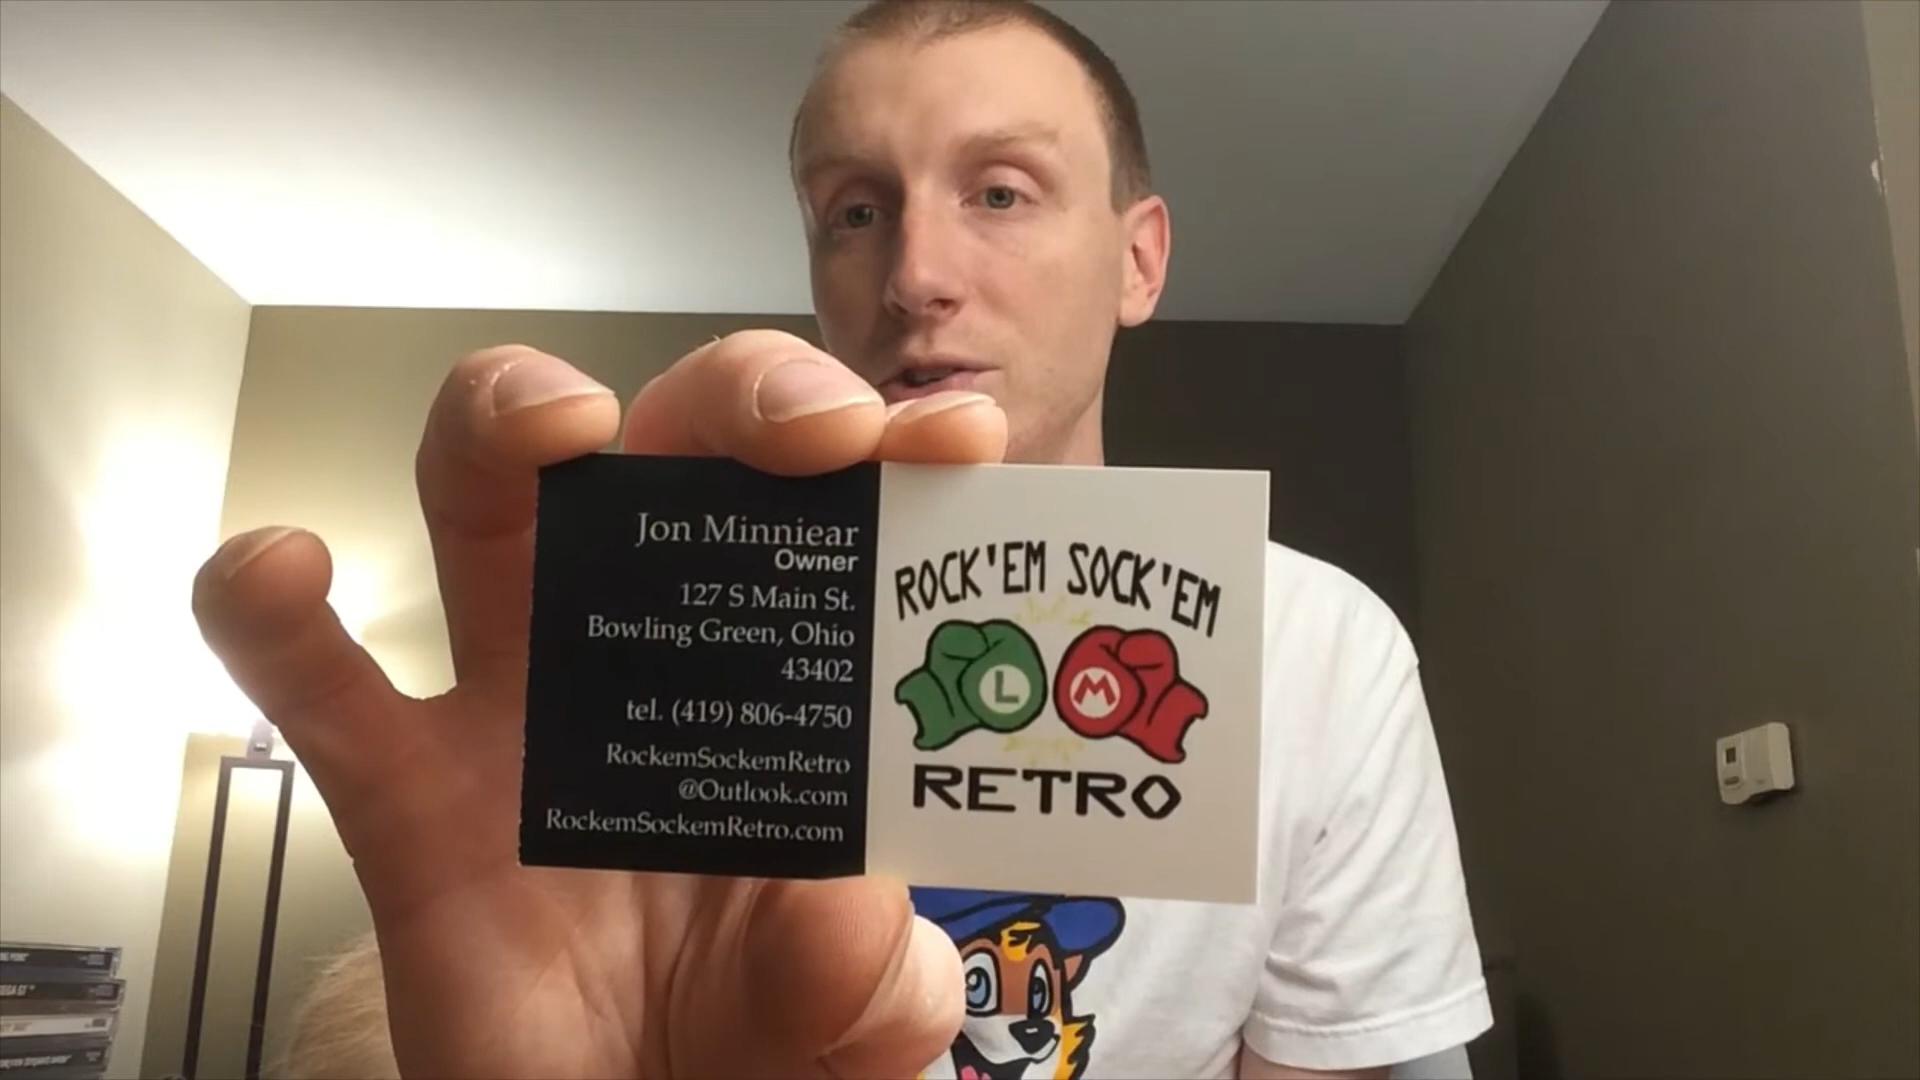 Jon Minniear
Owner
127 S Main St.
Bowling Green, Ohio
43402
tel. (419) 806-4750
RockemSockemRetro
@Outlook.com
RockemSockemRetro.com
ROCK'EM SOCK'EM
L M
RETRO